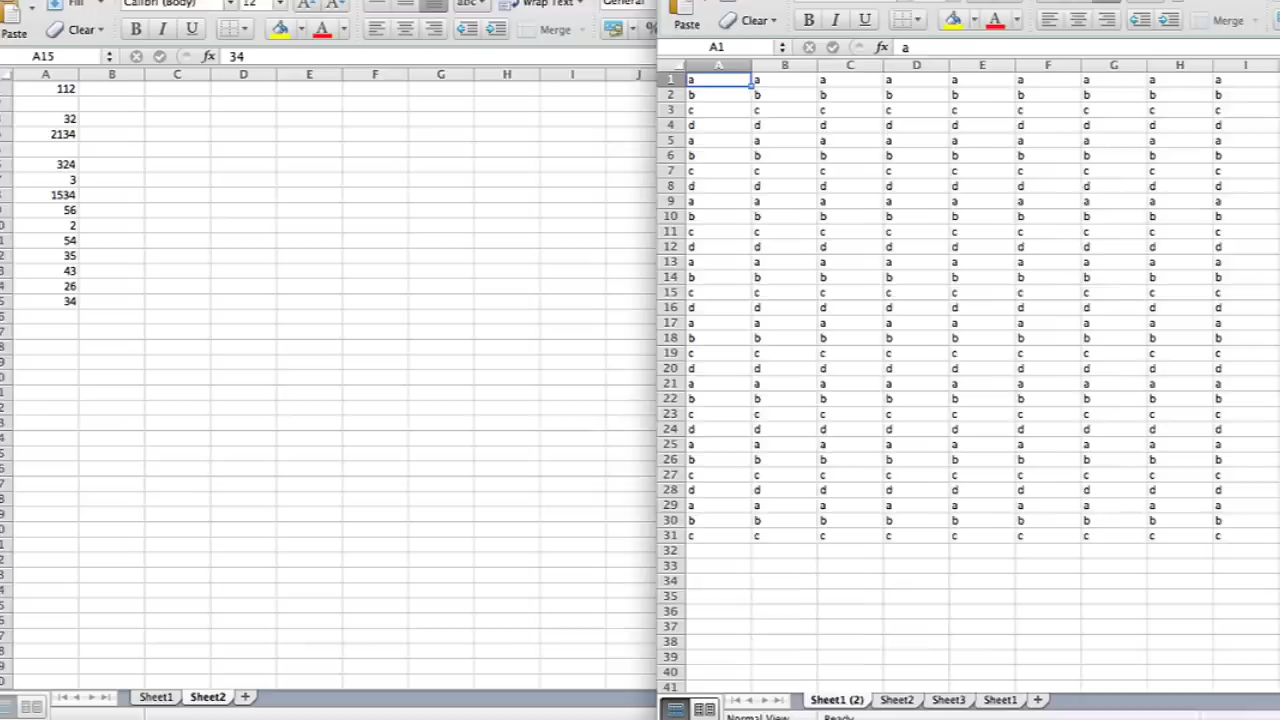 Fill Calibri (Body) 12 A A abc Wrap Text General
Paste Clear B I U A Merge %
A15 fx 34
A B C D E F G H I J
112
32
2134
324
3
1534
56
2
54
35
43
26
34
Sheet1 Sheet2 +
Paste Clear B I U A Merge
A1 fx a
A B C D E F G H I
1 a a a a a a a a a
2 b b b b b b b b b
3 c c c c c c c c c
4 d d d d d d d d d
5 a a a a a a a a a
6 b b b b b b b b b
7 c c c c c c c c c
8 d d d d d d d d d
9 a a a a a a a a a
10 b b b b b b b b b
11 c c c c c c c c c
12 d d d d d d d d d
13 a a a a a a a a a
14 b b b b b b b b b
15 c c c c c c c c c
16 d d d d d d d d d
17 a a a a a a a a a
18 b b b b b b b b b
19 c c c c c c c c c
20 d d d d d d d d d
21 a a a a a a a a a
22 b b b b b b b b b
23 c c c c c c c c c
24 d d d d d d d d d
25 a a a a a a a a a
26 b b b b b b b b b
27 c c c c c c c c c
28 d d d d d d d d d
29 a a a a a a a a a
30 b b b b b b b b b
31 c c c c c c c c c
32
33
34
35
36
37
38
39
40
41
Sheet1 (2) Sheet2 Sheet3 Sheet1 +
Normal View Ready